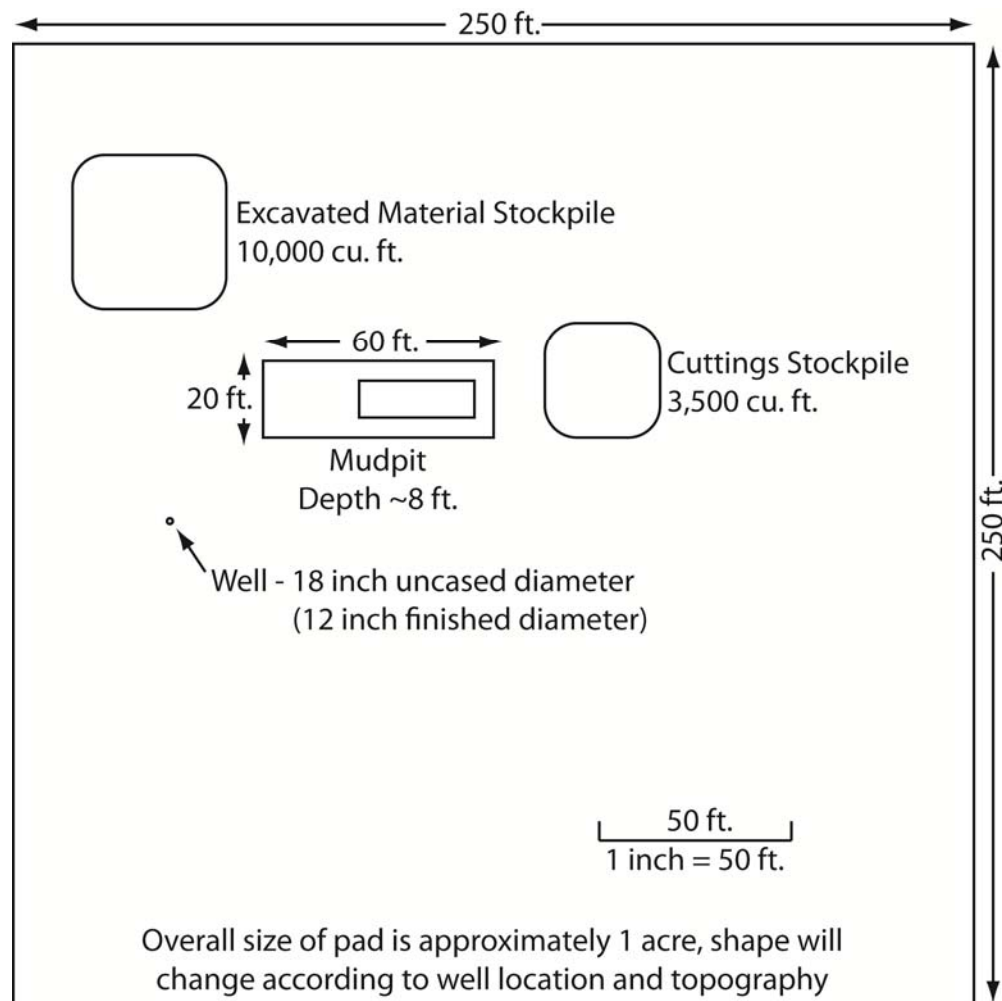 250 ft.
Excavated Material Stockpile
10,000 cu. ft.
60 ft.
20 ft.
Cuttings Stockpile
3,500 cu. ft.
Mudpit
Depth ~8 ft.
250 ft.
Well - 18 inch uncased diameter
(12 inch finished diameter)
50 ft.
1 inch = 50 ft.
Overall size of pad is approximately 1 acre, shape will
change according to well location and topography